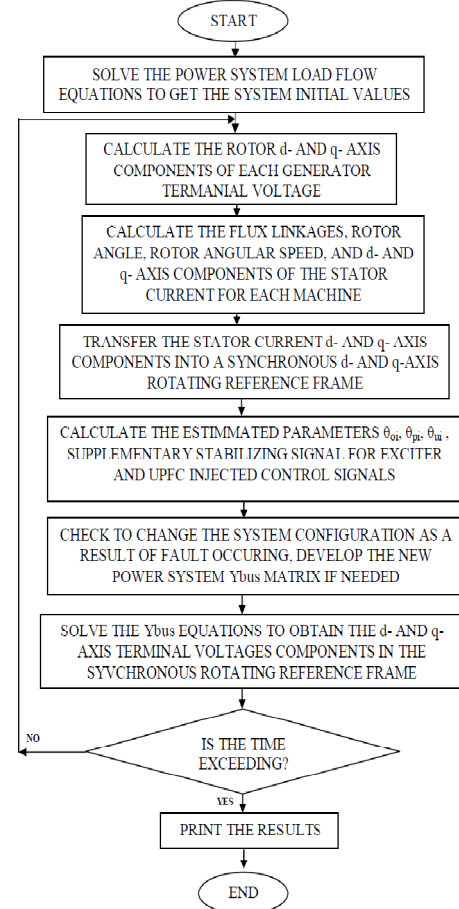 START
SOLVE THE POWER SYSTEM LOAD FLOW
EQUATIONS TO GET THE SYSTEM INITIAL VALUES
CALCULATE THE ROTOR d- AND q- AXIS
COMPONENTS OF EACH GENERATOR
TERMANIAL VOLTAGE
CALCULATE THE FLUX LINKAGES, ROTOR
ANGLE, ROTOR ANGULAR SPEED, AND d- AND
q- AXIS COMPONENTS OF THE STATOR
CURRENT FOR EACH MACHINE
TRANSFER THE STATOR CURRENT d- AND q- AXIS
COMPONENTS INTO A SYNCHRONOUS d- AND q-AXIS
ROTATING REFERENCE FRAME
CALCULATE THE ESTIMMATED PARAMETERS θoi, θpi, θui ,
SUPPLEMENTARY STABILIZING SIGNAL FOR EXCITER
AND UPFC INJECTED CONTROL SIGNALS
CHECK TO CHANGE THE SYSTEM CONFIGURATION AS A
RESULT OF FAULT OCCURING, DEVELOP THE NEW
POWER SYSTEM Ybus MATRIX IF NEEDED
SOLVE THE Ybus EQUATIONS TO OBTAIN THE d- AND q-
AXIS TERMINAL VOLTAGES COMPONENTS IN THE
SYVCHRONOUS ROTATING REFERENCE FRAME
NO
IS THE TIME
EXCEEDING?
YES
PRINT THE RESULTS
END